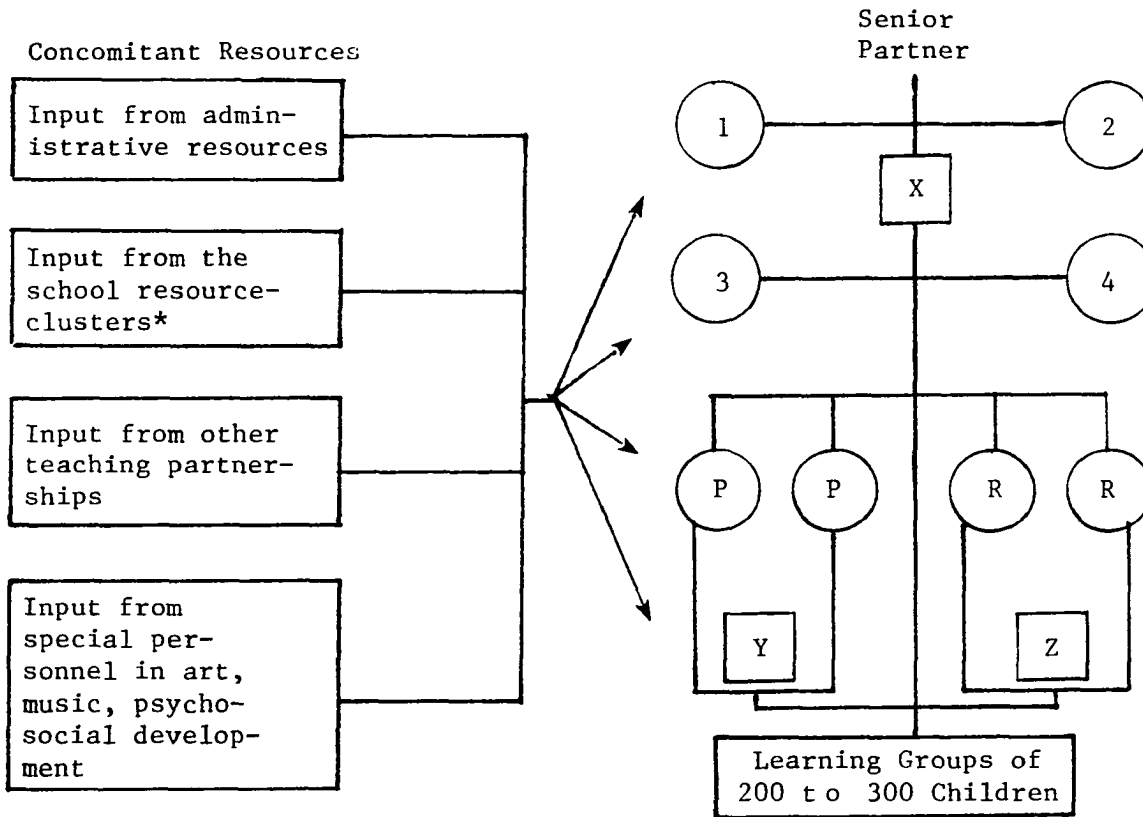 Concomitant Resources
Input from admin-
istrative resources
Input from the
school resource-
clusters*
Input from other
teaching partner-
ships
Input from
special per-
sonnel in art,
music, psycho-
social develop-
ment
Senior
Partner
1
2
X
3
4
P
P
R
R
Y
Z
Learning Groups of
200 to 300 Children